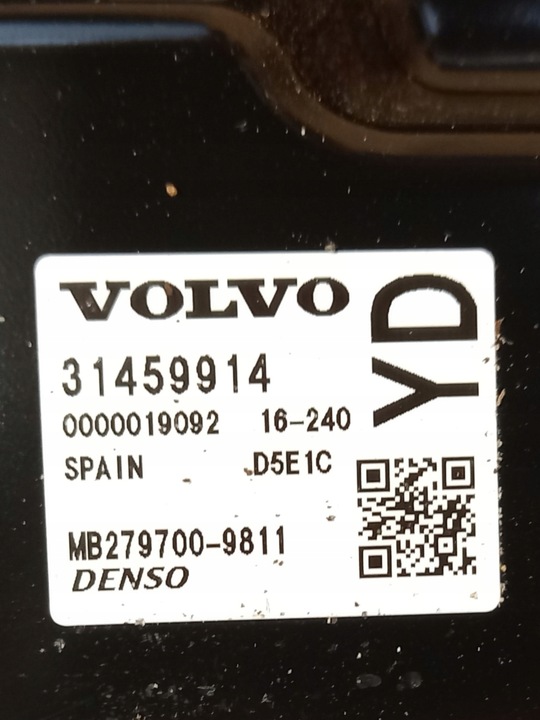 VOLVO
YD
31459914
0000019092 16-240
SPAIN D5E1C
MB279700-9811
DENSO